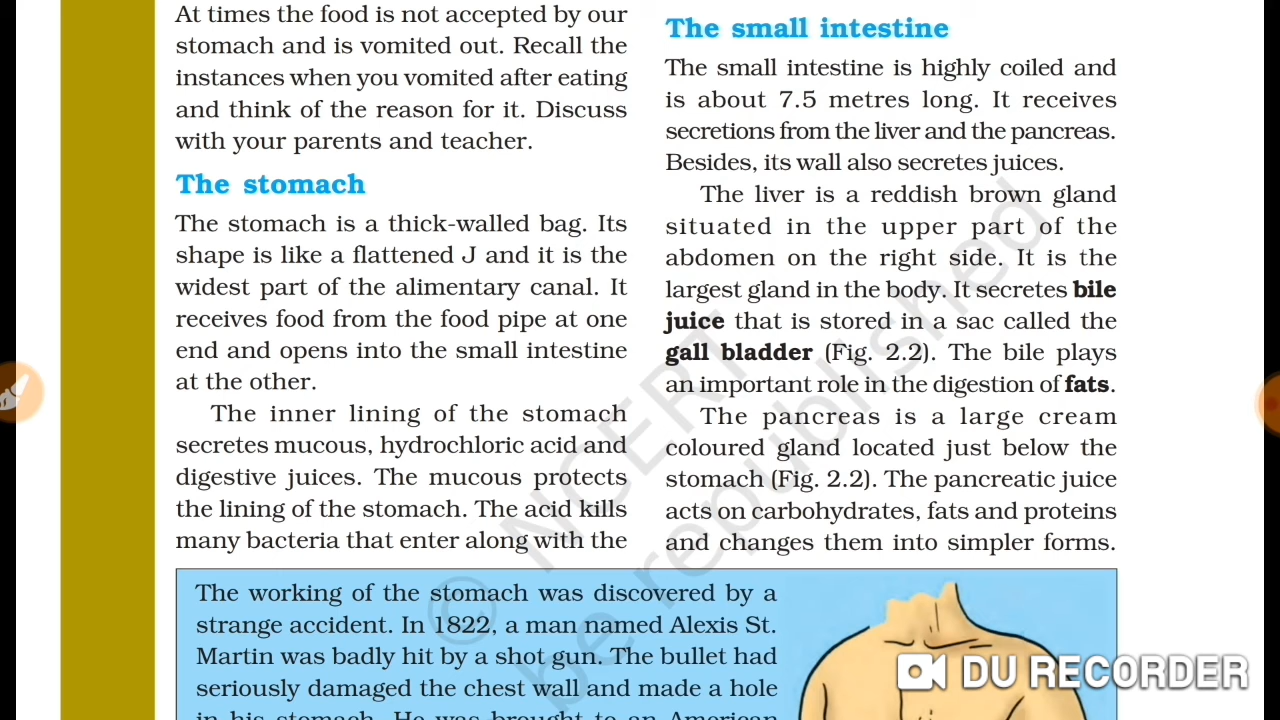 At times the food is not accepted by our
stomach and is vomited out. Recall the
instances when you vomited after eating
and think of the reason for it. Discuss
with your parents and teacher.
The stomach
The stomach is a thick-walled bag. Its
shape is like a flattened J and it is the
widest part of the alimentary canal. It
receives food from the food pipe at one
end and opens into the small intestine
at the other.
The inner lining of the stomach
secretes mucous, hydrochloric acid and
digestive juices. The mucous protects
the lining of the stomach. The acid kills
many bacteria that enter along with the
The small intestine
The small intestine is highly coiled and
is about 7.5 metres long. It receives
secretions from the liver and the pancreas.
Besides, its wall also secretes juices.
The liver is a reddish brown gland
situated in the upper part of the
abdomen on the right side. It is the
largest gland in the body. It secretes bile
juice that is stored in a sac called the
gall bladder (Fig. 2.2). The bile plays
an important role in the digestion of fats.
The pancreas is a large cream
coloured gland located just below the
stomach (Fig. 2.2). The pancreatic juice
acts on carbohydrates, fats and proteins
and changes them into simpler forms.
The working of the stomach was discovered by a
strange accident. In 1822, a man named Alexis St.
Martin was badly hit by a shot gun. The bullet had
seriously damaged the chest wall and made a hole
in his stomach. He was brought to an American
© NCERT
be republished
DU RECORDER